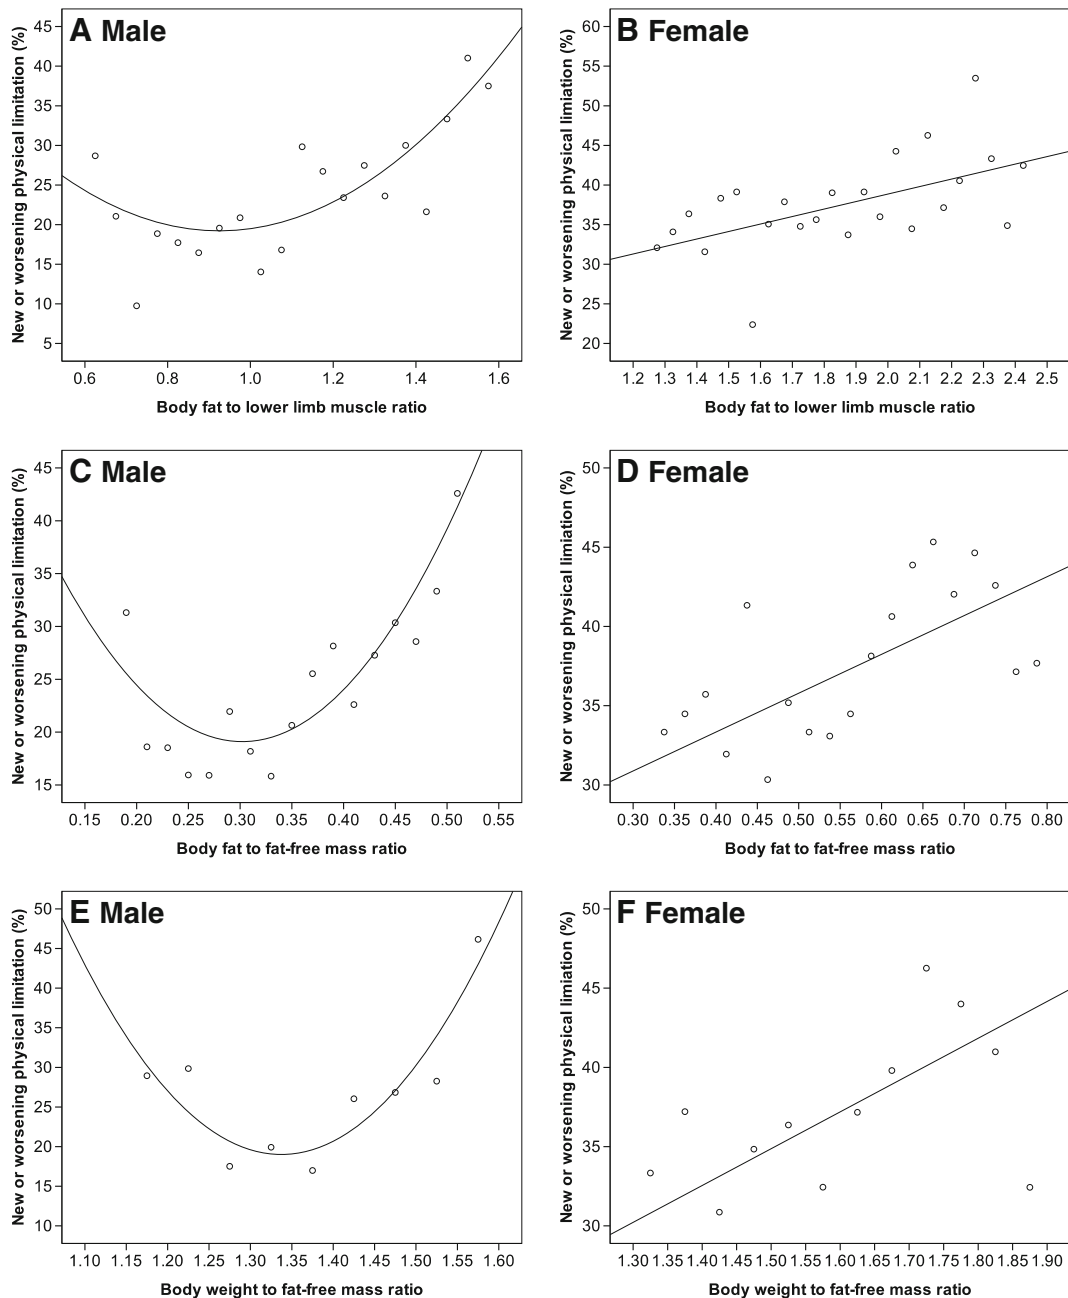 A Male
New or worsening physical limitation (%)
45
40
35
30
25
20
15
10
5
0.6 0.8 1.0 1.2 1.4 1.6
Body fat to lower limb muscle ratio
B Female
New or worsening physical limiation (%)
60
55
50
45
40
35
30
25
20
1.2 1.3 1.4 1.5 1.6 1.7 1.8 1.9 2.0 2.1 2.2 2.3 2.4 2.5
Body fat to lower limb muscle ratio
C Male
New or worsening physical limitation (%)
45
40
35
30
25
20
15
0.15 0.20 0.25 0.30 0.35 0.40 0.45 0.50 0.55
Body fat to fat-free mass ratio
D Female
New or worsening physical limiation (%)
50
45
40
35
30
0.30 0.35 0.40 0.45 0.50 0.55 0.60 0.65 0.70 0.75 0.80
Body fat to fat-free mass ratio
E Male
New or worsening physical limitation (%)
50
45
40
35
30
25
20
15
10
1.10 1.15 1.20 1.25 1.30 1.35 1.40 1.45 1.50 1.55 1.60
Body weight to fat-free mass ratio
F Female
New or worsening physical limiation (%)
50
45
40
35
30
1.30 1.35 1.40 1.45 1.50 1.55 1.60 1.65 1.70 1.75 1.80 1.85 1.90
Body weight to fat-free mass ratio